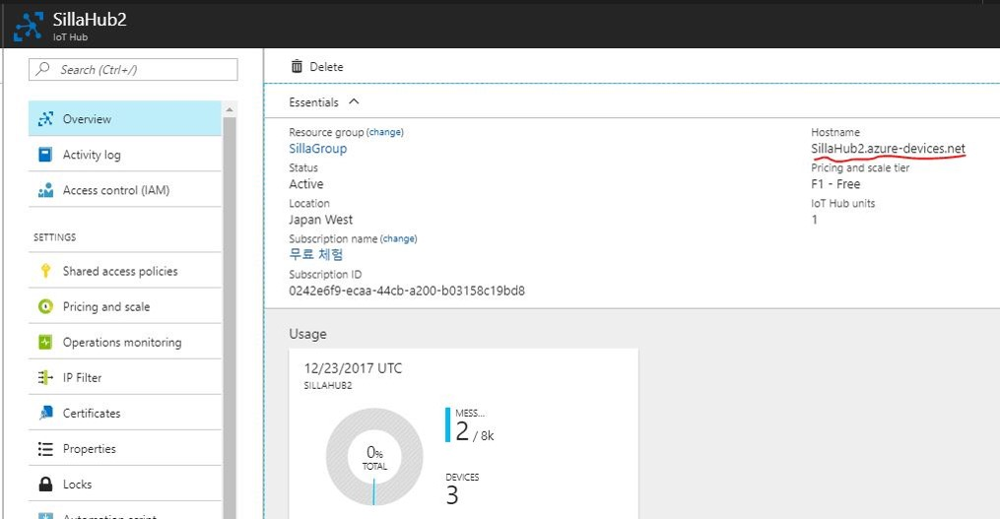 SillaHub2
IoT Hub
Search (Ctrl+/)
Overview
Activity log
Access control (IAM)
SETTINGS
Shared access policies
Pricing and scale
Operations monitoring
IP Filter
Certificates
Properties
Locks
Automation script
Delete
Essentials
Resource group (change)
SillaGroup
Status
Active
Location
Japan West
Subscription name (change)
무료 체험
Subscription ID
0242e6f9-ecaa-44cb-a200-b03158c19bd8
Hostname
SillaHub2.azure-devices.net
Pricing and scale tier
F1 - Free
IoT Hub units
1
Usage
12/23/2017 UTC
SILLAHUB2
0%
TOTAL
MESS...
2 / 8k
DEVICES
3